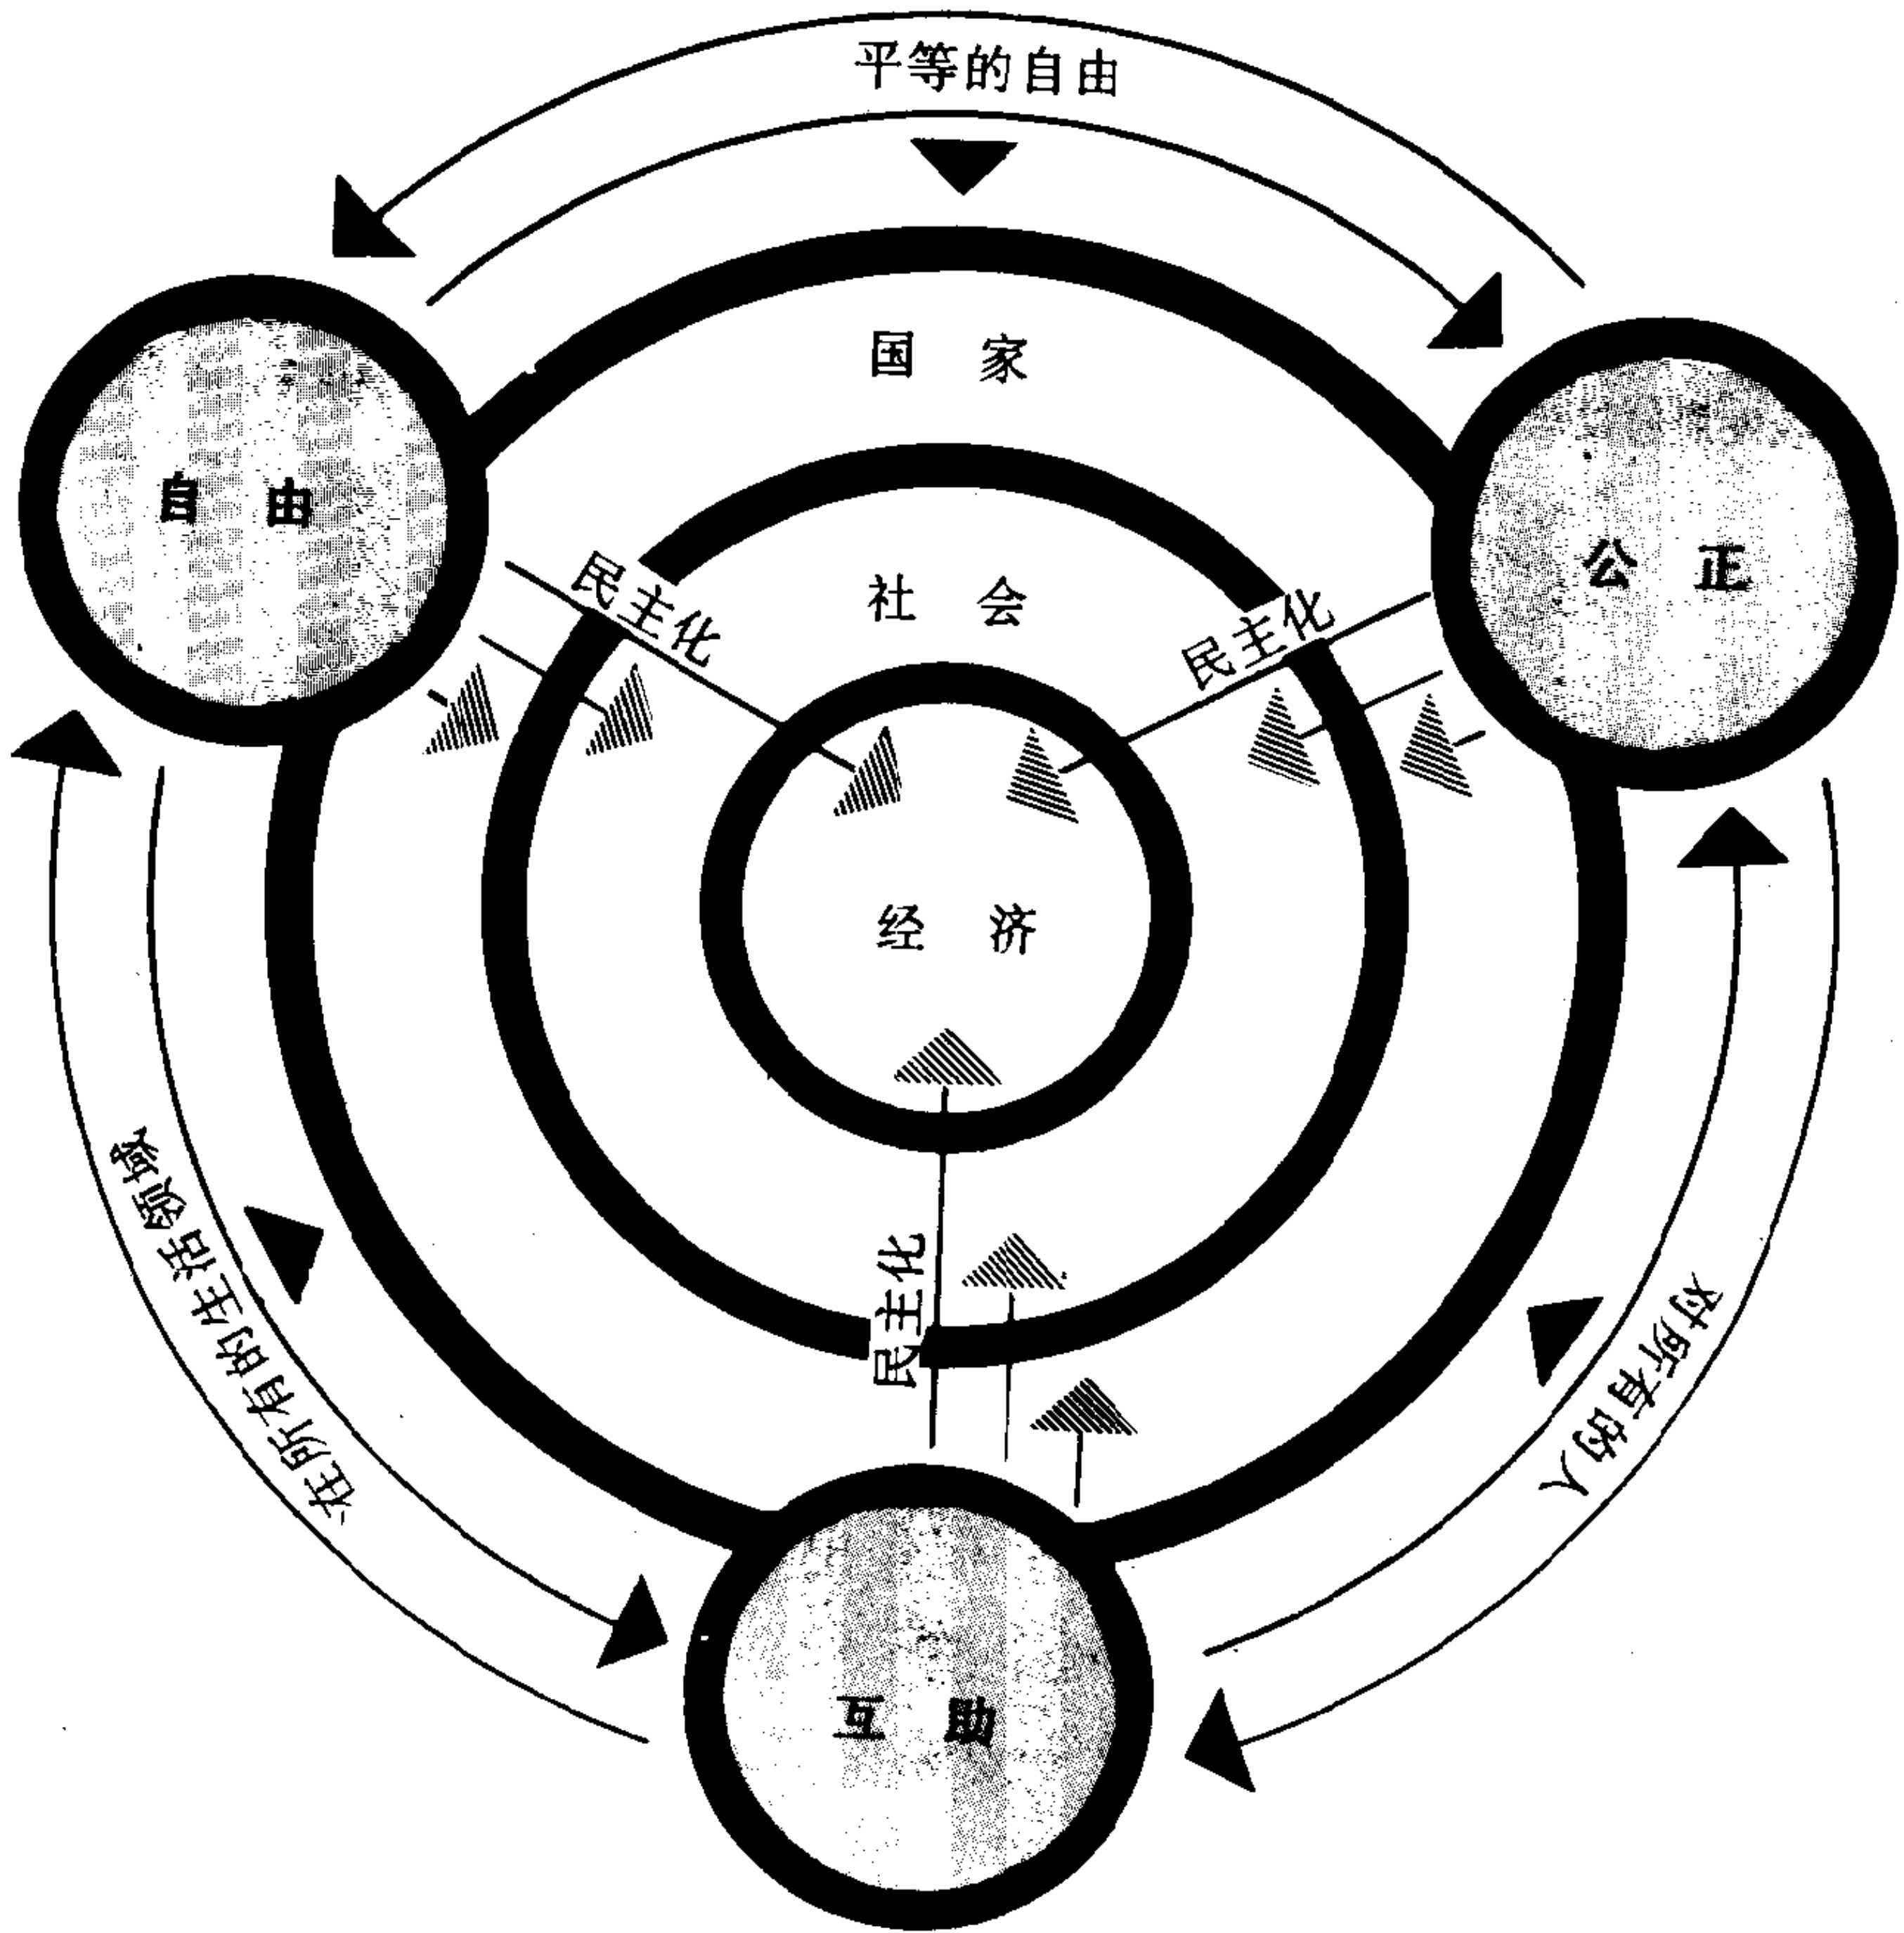 平等的自由
国家
自由
公正
社会
民主化
民主化
经济
在所有的生活领域
对所有的人
民主化
互助